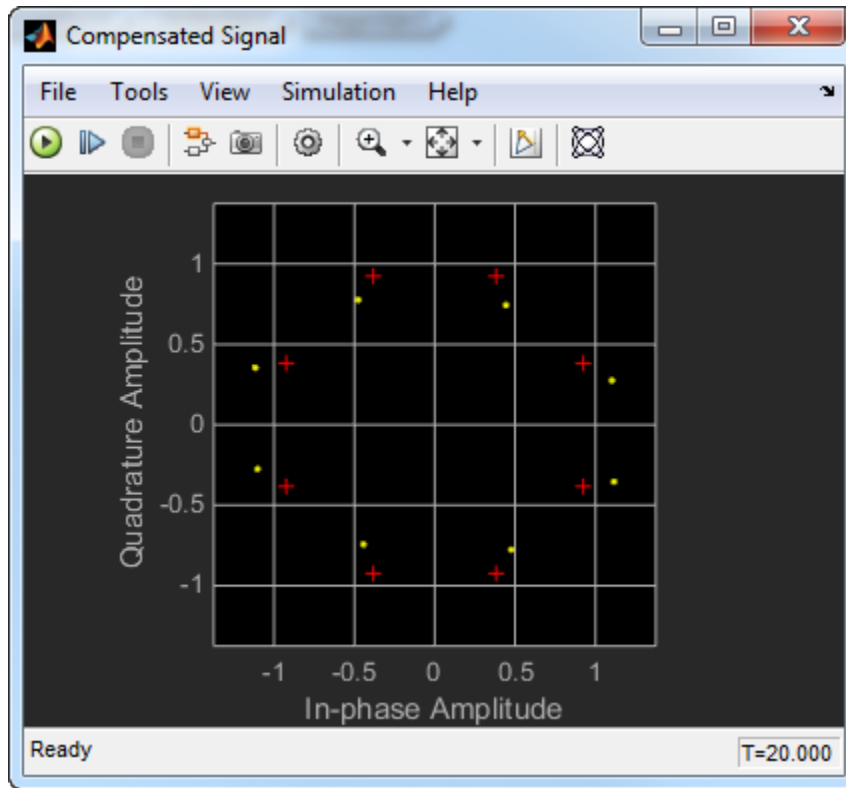 Compensated Signal
File Tools View Simulation Help
1
0.5
0
-0.5
-1
Quadrature Amplitude
-1 -0.5 0 0.5 1
In-phase Amplitude
Ready T=20.000